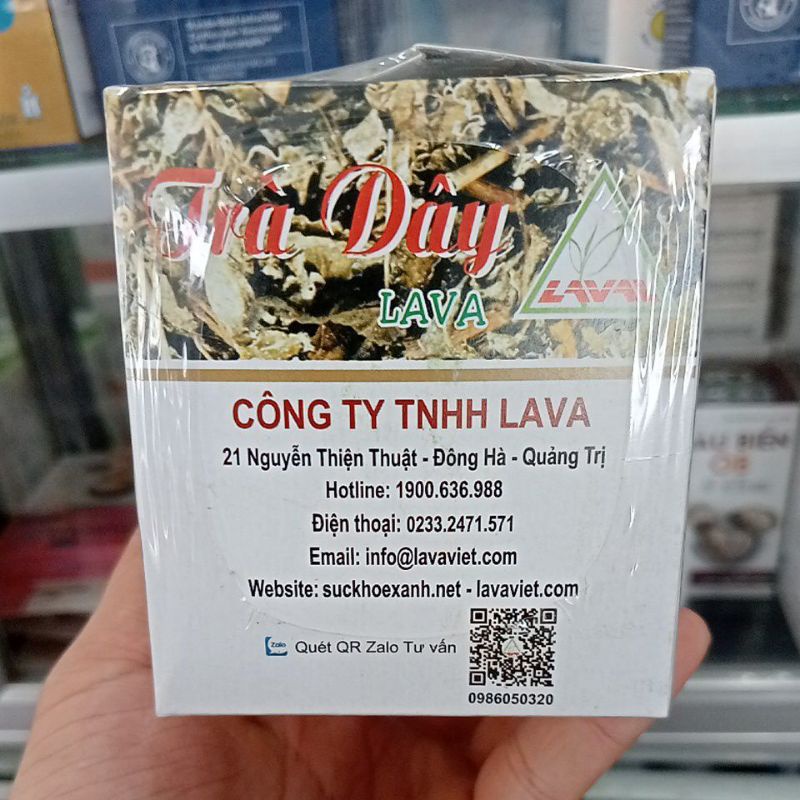 Trà Dây
LAVA
LAVA
CÔNG TY TNHH LAVA
21 Nguyễn Thiện Thuật - Đông Hà - Quảng Trị
Hotline: 1900.636.988
Điện thoại: 0233.2471.571
Email: info@lavaviet.com
Website: suckhoexanh.net - lavaviet.com
Zalo
Quét QR Zalo Tư vấn
0986050320